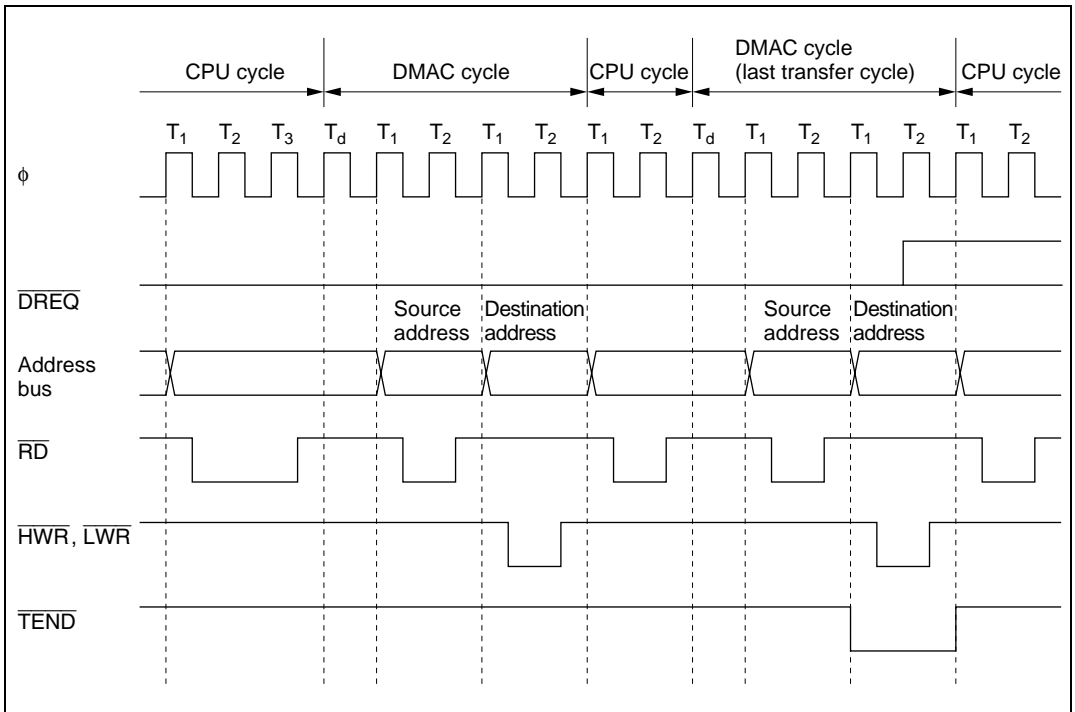 DMAC cycle
(last transfer cycle)
CPU cycle DMAC cycle CPU cycle CPU cycle
T1 T2 T3 Td T1 T2 T1 T2 T1 T2 Td T1 T2 T1 T2 T1 T2
φ
DREQ
Source address
Destination address
Source address
Destination address
Address
bus
RD
HWR, LWR
TEND